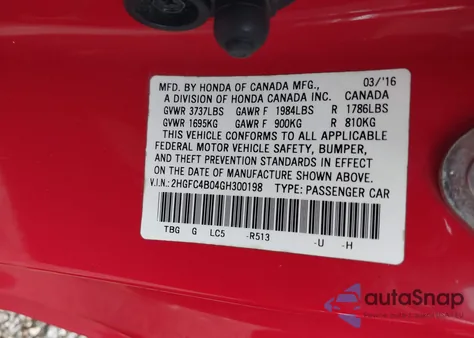 MFD. BY HONDA OF CANADA MFG., 03/'16
A DIVISION OF HONDA CANADA INC. CANADA
GVWR 3737LBS GAWR F 1984LBS R 1786LBS
GVWR 1695KG GAWR F 900KG R 810KG
THIS VEHICLE CONFORMS TO ALL APPLICABLE
FEDERAL MOTOR VEHICLE SAFETY, BUMPER,
AND THEFT PREVENTION STANDARDS IN EFFECT
ON THE DATE OF MANUFACTURE SHOWN ABOVE.
V.I.N.: 2HGFC4B04GH300198 TYPE: PASSENGER CAR
TBG G LC5 -R513 -U -H
autoSnap